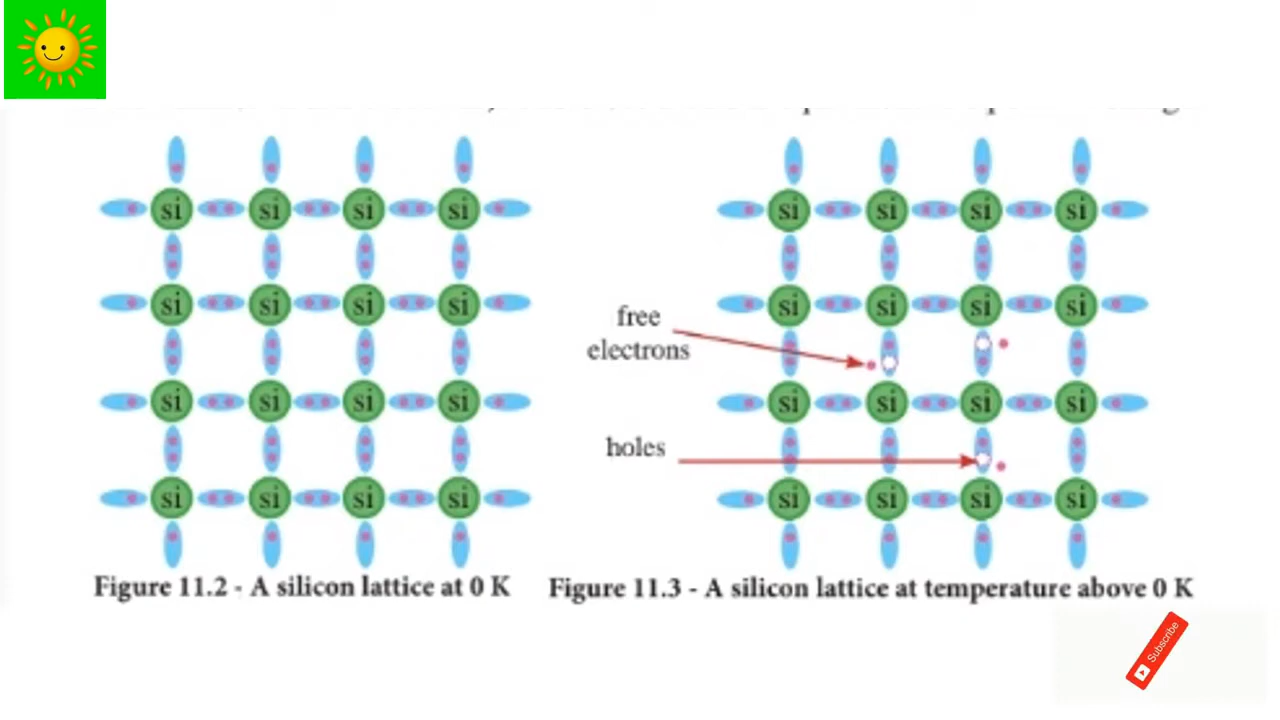 si si si si
si si si si
si si si si
si si si si
Figure 11.2 - A silicon lattice at 0 K
si si si si
si si si si
free
electrons
si si si si
holes
si si si si
Figure 11.3 - A silicon lattice at temperature above 0 K
Subscribe